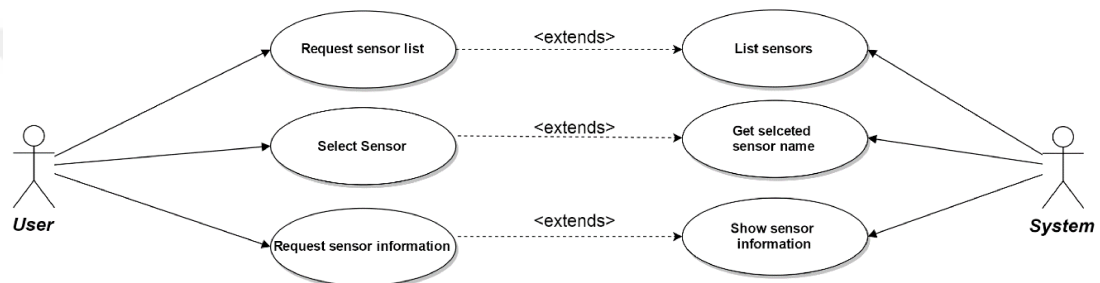 Request sensor list
<extends>
List sensors
Select Sensor
<extends>
Get selceted
sensor name
User
System
Request sensor information
<extends>
Show sensor
information